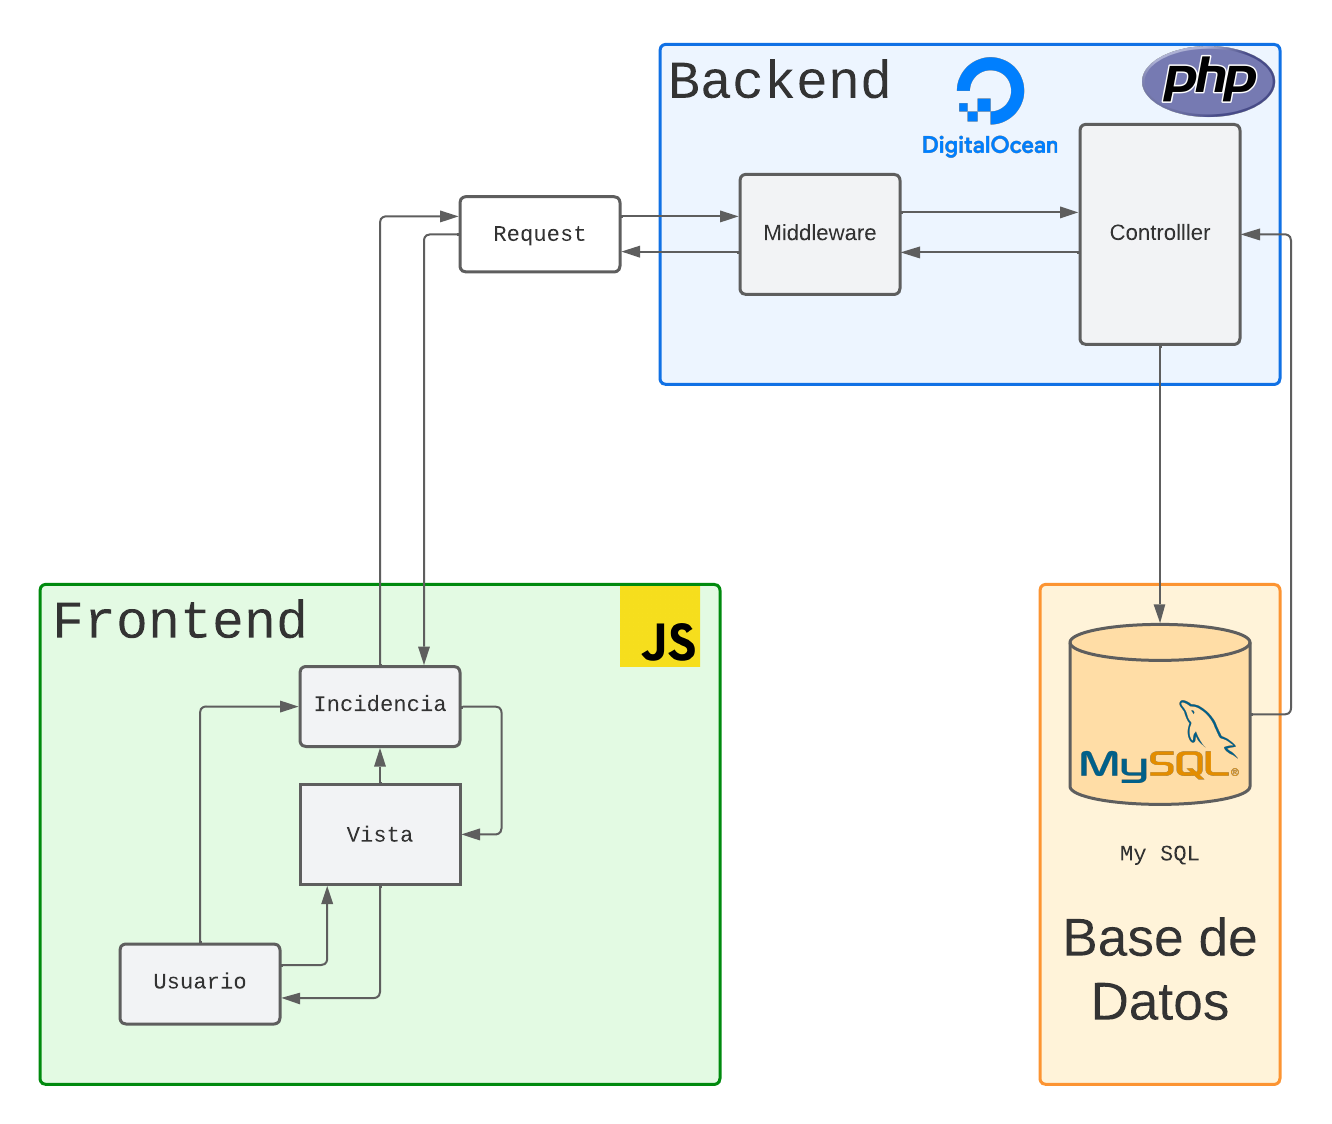 Backend
php
DigitalOcean
Request
Middleware
Controlller
Frontend
JS
Incidencia
Vista
Usuario
MySQL®
My SQL
Base de
Datos